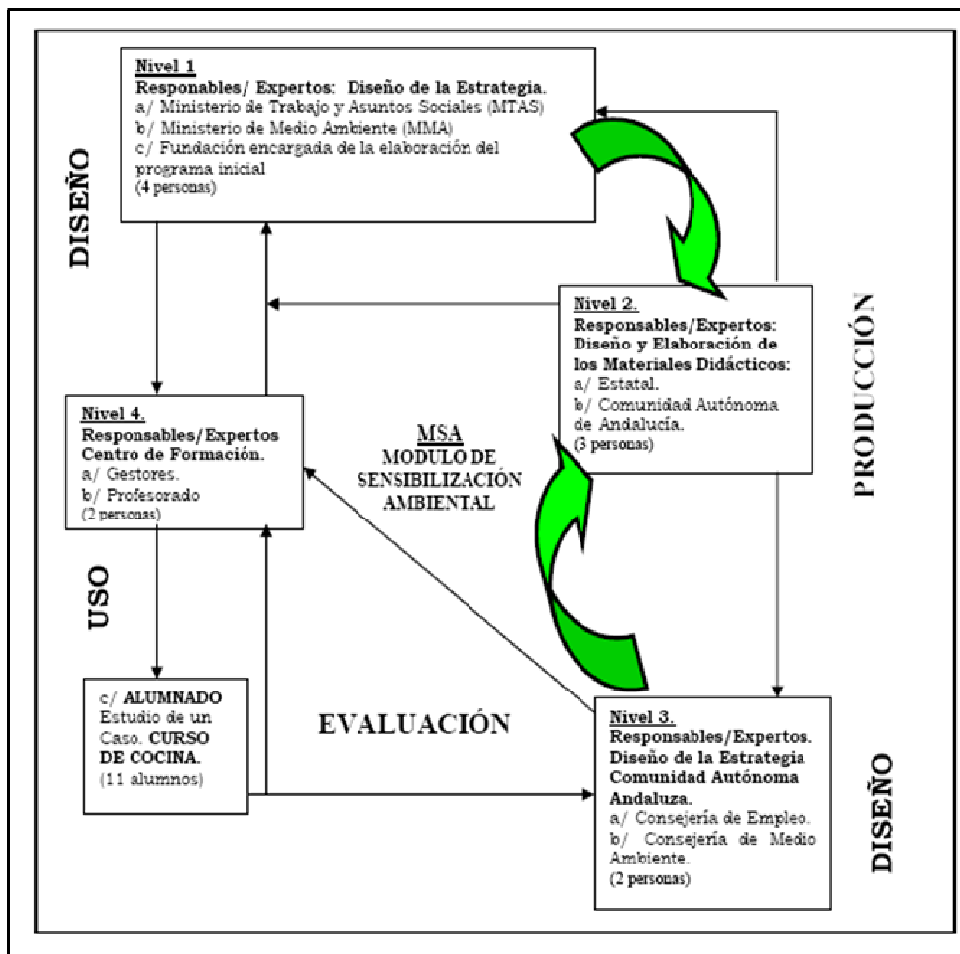 Nivel 1
Responables/ Expertos: Diseño de la Estrategia.
a/ Ministerio de Trabajo y Asuntos Sociales (MTAS)
b/ Ministerio de Medio Ambiente (MMA)
c/ Fundación encargada de la elaboración del
programa inicial
(4 personas)
DISEÑO
Nivel 2.
Responsables/Expertos:
Diseño y Elaboración de
los Materiales Didácticos:
a/ Estatal.
b/ Comunidad Autónoma
de Andalucía.
(3 personas)
PRODUCCIÓN
Nivel 4.
Responsables/Expertos
Centro de Formación.
a/ Gestores.
b/ Profesorado
(2 personas)
MSA
MODULO DE
SENSIBILIZACIÓN
AMBIENTAL
USO
c/ ALUMNADO
Estudio de un
Caso. CURSO
DE COCINA.
(11 alumnos)
EVALUACIÓN
Nivel 3.
Responsables/Expertos.
Diseño de la Estrategia
Comunidad Autónoma
Andaluza.
a/ Consejería de Empleo.
b/ Consejería de Medio
Ambiente.
(2 personas)
DISEÑO